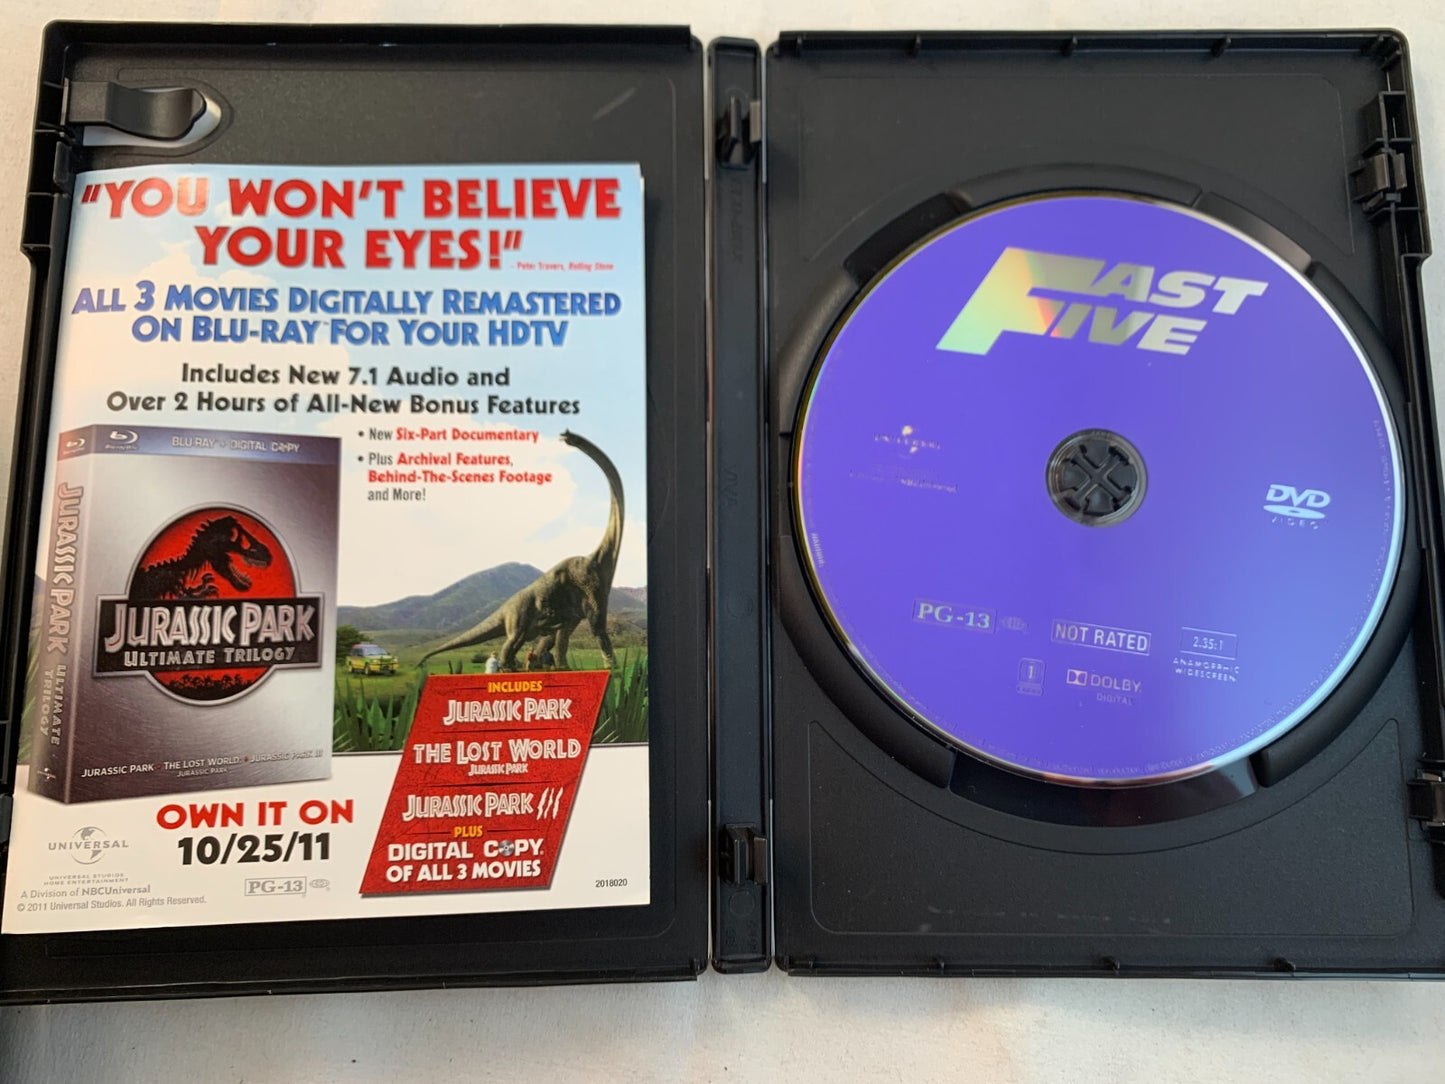 "YOU WON'T BELIEVE
YOUR EYES!"
- Peter Travers, Rolling Stone
ALL 3 MOVIES DIGITALLY REMASTERED
ON BLU-RAY™ FOR YOUR HDTV
Includes New 7.1 Audio and
Over 2 Hours of All-New Bonus Features
• New Six-Part Documentary
• Plus Archival Features,
Behind-The-Scenes Footage
and More!
BLU-RAY + DIGITAL COPY
JURASSIC PARK ULTIMATE TRILOGY
JURASSIC PARK
ULTIMATE TRILOGY
JURASSIC PARK • THE LOST WORLD: • JURASSIC PARK III
JURASSIC PARK
INCLUDES
JURASSIC PARK
THE LOST WORLD
JURASSIC PARK
JURASSIC PARK III
PLUS
DIGITAL COPY
OF ALL 3 MOVIES
OWN IT ON
10/25/11
UNIVERSAL
UNIVERSAL STUDIOS
HOME ENTERTAINMENT
A Division of NBCUniversal
© 2011 Universal Studios. All Rights Reserved.
PG-13
2018020
FAST
FIVE
UNIVERSAL
DVD
VIDEO
PG-13
NOT RATED
2.35:1
ANAMORPHIC
WIDESCREEN
1
DOLBY
DIGITAL